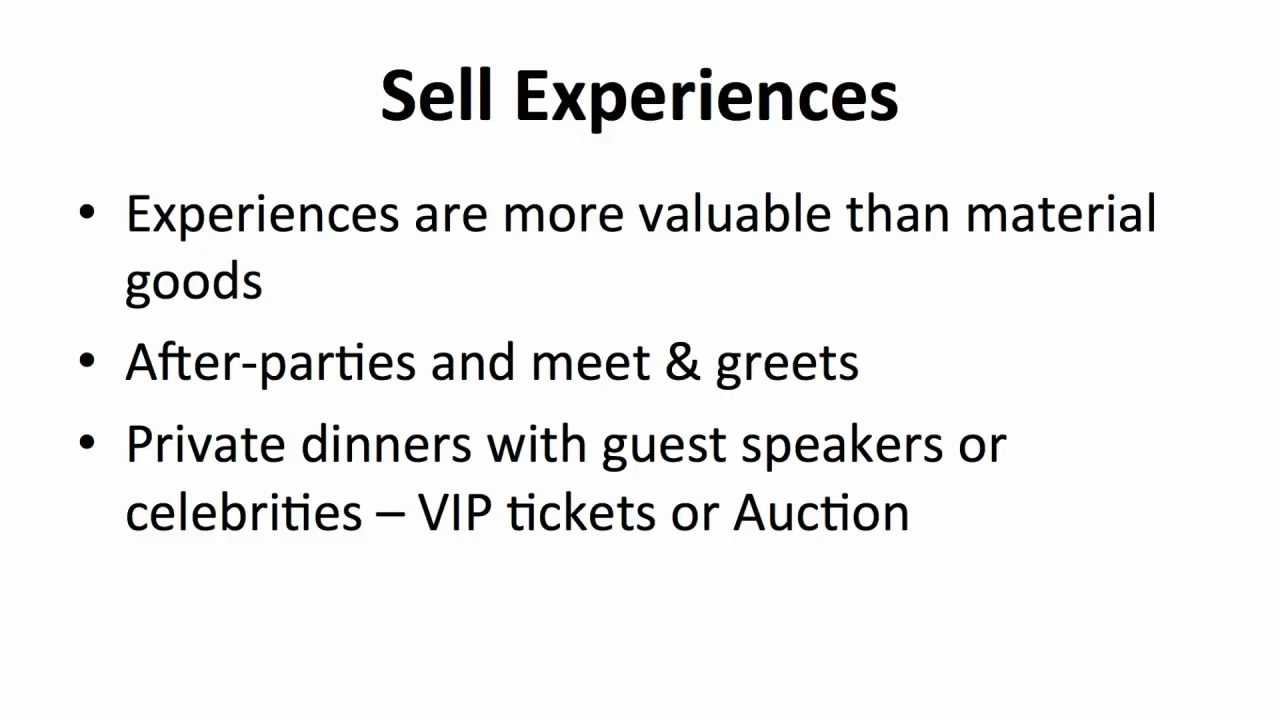 Sell Experiences
• Experiences are more valuable than material
goods
• After-parties and meet & greets
• Private dinners with guest speakers or
celebrities – VIP tickets or Auction